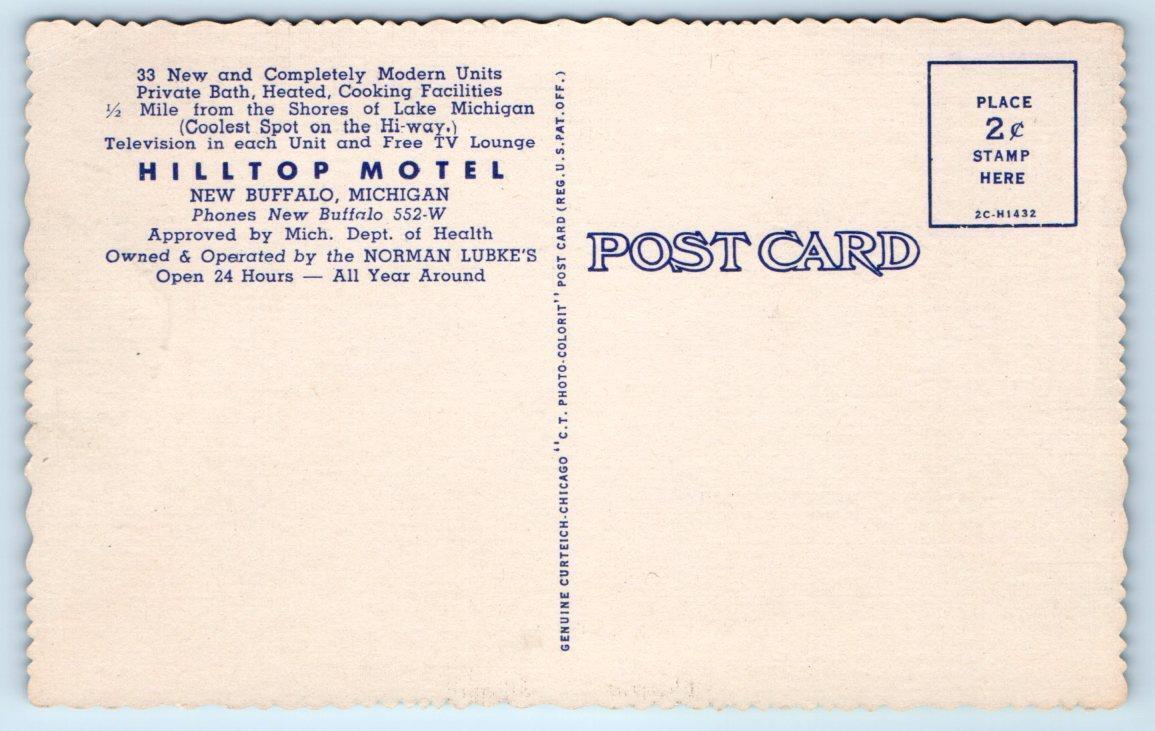 33 New and Completely Modern Units
Private Bath, Heated, Cooking Facilities
½ Mile from the Shores of Lake Michigan
(Coolest Spot on the Hi-way.)
Television in each Unit and Free TV Lounge
HILLTOP MOTEL
NEW BUFFALO, MICHIGAN
Phones New Buffalo 552-W
Approved by Mich. Dept. of Health
Owned & Operated by the NORMAN LUBKE'S
Open 24 Hours — All Year Around
GENUINE CURTEICH-CHICAGO "C.T. PHOTO-COLORIT" POST CARD (REG. U.S. PAT. OFF.)
POST CARD
PLACE
2¢
STAMP
HERE
2C-H1432